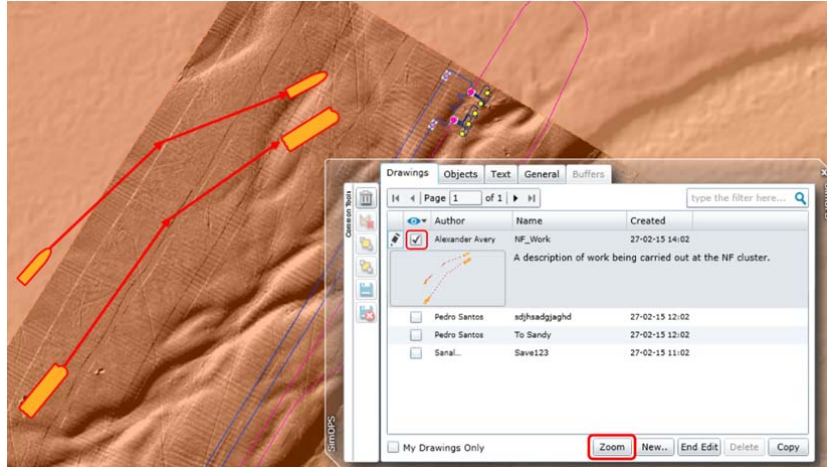 Drawings Objects Text General Buffers
Common Tools
Page 1 of 1 type the filter here...
Author Name Created
Alexander Avery NF_Work 27-02-15 14:02
A description of work being carried out at the NF cluster.
Pedro Santos sdjhsadgjaghd 27-02-15 12:02
Pedro Santos To Sandy 27-02-15 12:02
Sanal... Save123 27-02-15 11:02
SimOPS
My Drawings Only Zoom New.. End Edit Delete Copy